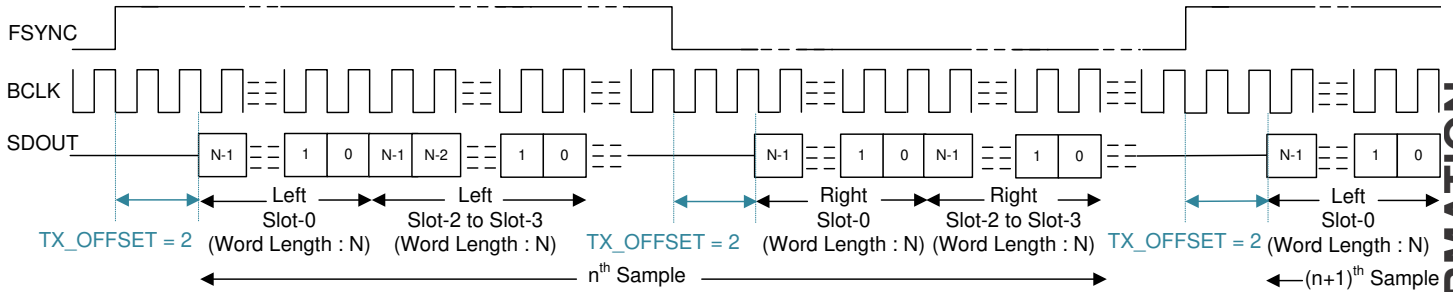 FSYNC
BCLK
SDOUT
N-1 1 0 N-1 N-2 1 0 N-1 1 0 N-1 1 0 N-1 1 0
TX_OFFSET = 2
Left
Slot-0
(Word Length : N)
Left
Slot-2 to Slot-3
(Word Length : N)
TX_OFFSET = 2
Right
Slot-0
(Word Length : N)
Right
Slot-2 to Slot-3
(Word Length : N)
TX_OFFSET = 2
Left
Slot-0
(Word Length : N)
nth Sample
(n+1)th Sample